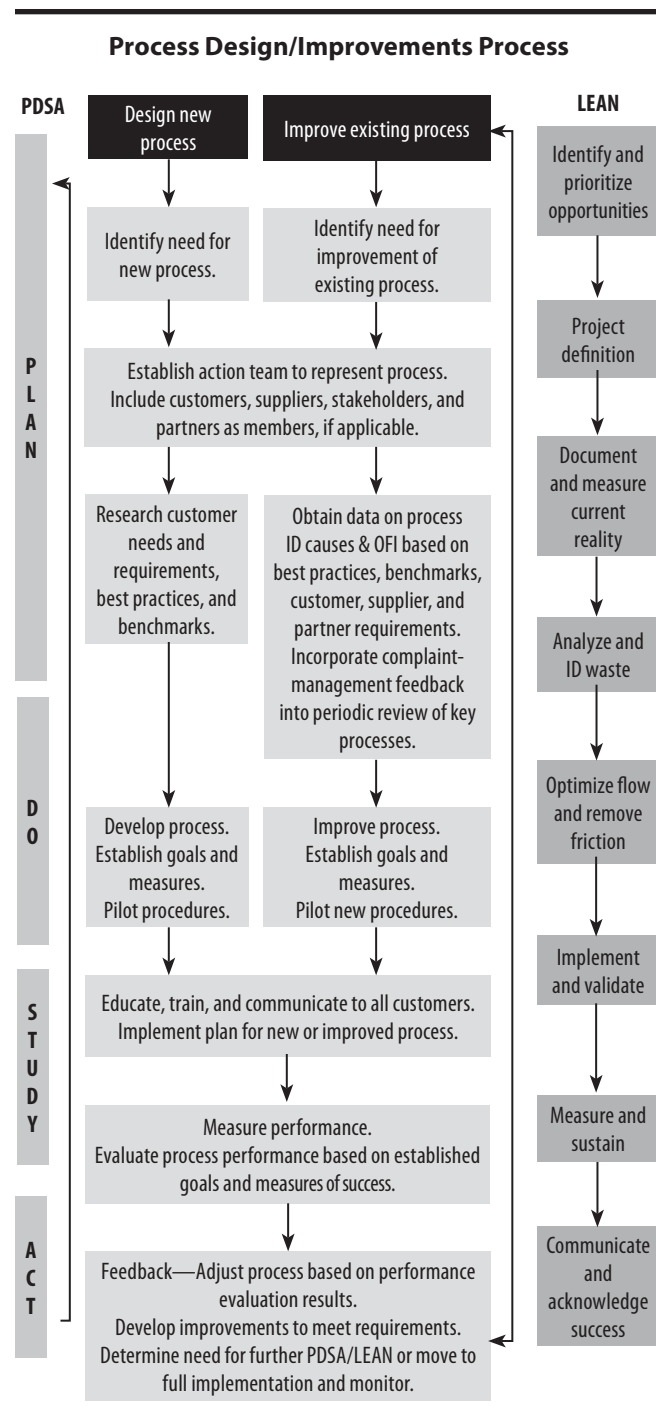 Process Design/Improvements Process
PDSA
Design new
process
Improve existing process
LEAN
Identify and
prioritize
opportunities
Identify need for
new process.
Identify need for
improvement of
existing process.
Project
definition
P
L
A
N
Establish action team to represent process.
Include customers, suppliers, stakeholders, and
partners as members, if applicable.
Document
and measure
current
reality
Research customer
needs and
requirements,
best practices, and
benchmarks.
Obtain data on process
ID causes & OFI based on
best practices, benchmarks,
customer, supplier, and
partner requirements.
Incorporate complaint-
management feedback
into periodic review of key
processes.
Analyze and
ID waste
D
O
Develop process.
Establish goals and
measures.
Pilot procedures.
Improve process.
Establish goals and
measures.
Pilot new procedures.
Optimize flow
and remove
friction
Implement
and validate
S
T
U
D
Y
Educate, train, and communicate to all customers.
Implement plan for new or improved process.
Measure performance.
Evaluate process performance based on established
goals and measures of success.
Measure and
sustain
A
C
T
Feedback—Adjust process based on performance
evaluation results.
Develop improvements to meet requirements.
Determine need for further PDSA/LEAN or move to
full implementation and monitor.
Communicate
and
acknowledge
success